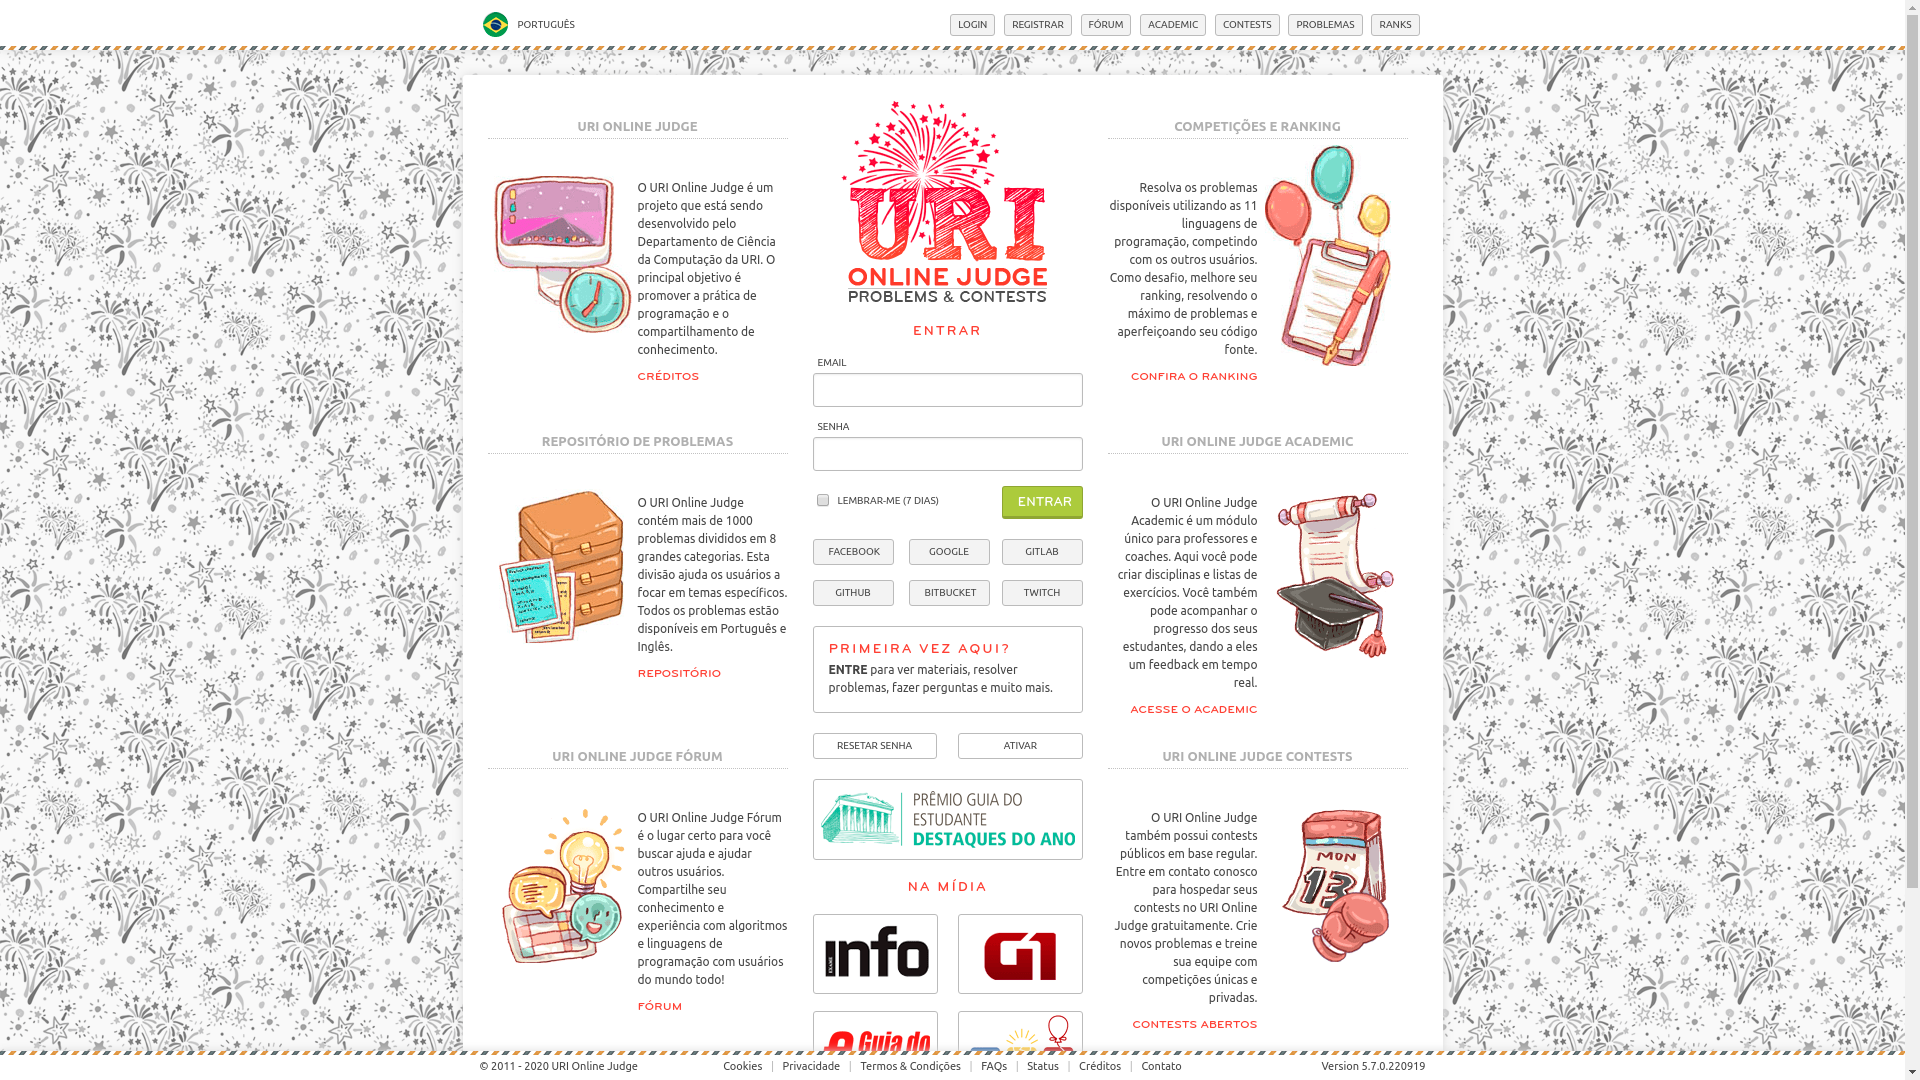 PORTUGUÊS
LOGIN
REGISTRAR
FÓRUM
ACADEMIC
CONTESTS
PROBLEMAS
RANKS
URI ONLINE JUDGE
O URI Online Judge é um
projeto que está sendo
desenvolvido pelo
Departamento de Ciência
da Computação da URI. O
principal objetivo é
promover a prática de
programação e o
compartilhamento de
conhecimento.
CRÉDITOS
REPOSITÓRIO DE PROBLEMAS
O URI Online Judge
contém mais de 1000
problemas divididos em 8
grandes categorias. Esta
divisão ajuda os usuários a
focar em temas específicos.
Todos os problemas estão
disponíveis em Português e
Inglês.
REPOSITÓRIO
URI ONLINE JUDGE FÓRUM
O URI Online Judge Fórum
é o lugar certo para você
buscar ajuda e ajudar
outros usuários.
Compartilhe seu
conhecimento e
experiência com algoritmos
e linguagens de
programação com usuários
do mundo todo!
FÓRUM
URI
ONLINE JUDGE
PROBLEMS & CONTESTS
ENTRAR
EMAIL
SENHA
LEMBRAR-ME (7 DIAS)
ENTRAR
FACEBOOK
GOOGLE
GITLAB
GITHUB
BITBUCKET
TWITCH
PRIMEIRA VEZ AQUI?
ENTRE para ver materiais, resolver
problemas, fazer perguntas e muito mais.
RESETAR SENHA
ATIVAR
PRÊMIO GUIA DO
ESTUDANTE
DESTAQUES DO ANO
NA MÍDIA
EXAME
info
G1
Guia do
COMPETIÇÕES E RANKING
Resolva os problemas
disponíveis utilizando as 11
linguagens de
programação, competindo
com os outros usuários.
Como desafio, melhore seu
ranking, resolvendo o
máximo de problemas e
aperfeiçoando seu código
fonte.
CONFIRA O RANKING
URI ONLINE JUDGE ACADEMIC
O URI Online Judge
Academic é um módulo
único para professores e
coaches. Aqui você pode
criar disciplinas e listas de
exercícios. Você também
pode acompanhar o
progresso dos seus
estudantes, dando a eles
um feedback em tempo
real.
ACESSE O ACADEMIC
URI ONLINE JUDGE CONTESTS
O URI Online Judge
também possui contests
públicos em base regular.
Entre em contato conosco
para hospedar seus
contests no URI Online
Judge gratuitamente. Crie
novos problemas e treine
sua equipe com
competições únicas e
privadas.
MON
13
CONTESTS ABERTOS
© 2011 - 2020 URI Online Judge
Cookies
Privacidade
Termos & Condições
FAQs
Status
Créditos
Contato
Version 5.7.0.220919